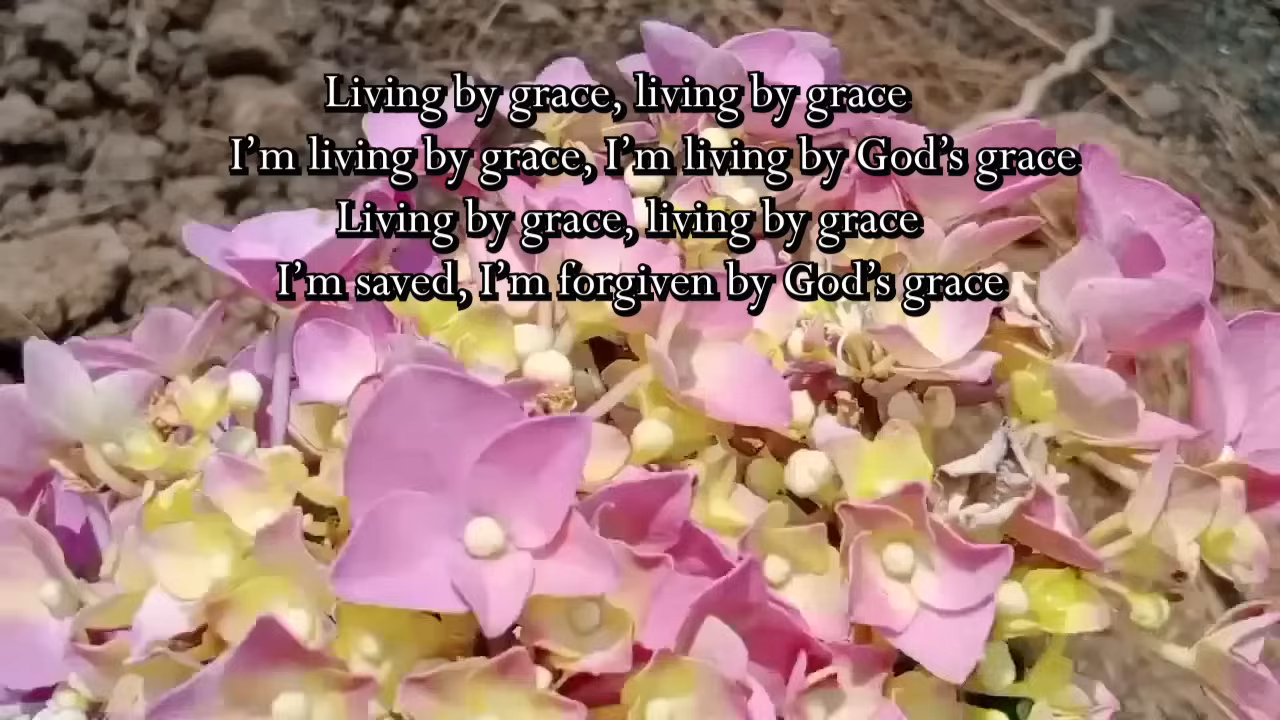 Living by grace, living by grace
I'm living by grace, I'm living by God's grace
Living by grace, living by grace
I'm saved, I'm forgiven by God's grace